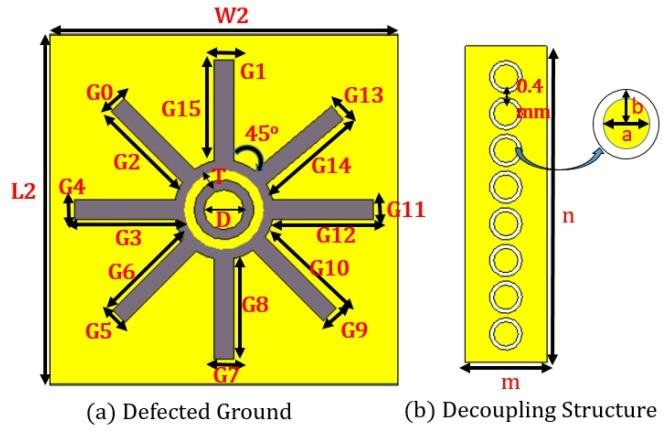 W2
G1
G0
G15
G13
0.4
mm
b
a
45°
G2
T
G14
L2
G4
D
G11
G3
G12
n
G6
G10
G8
G5
G9
G7
m
(a) Defected Ground
(b) Decoupling Structure